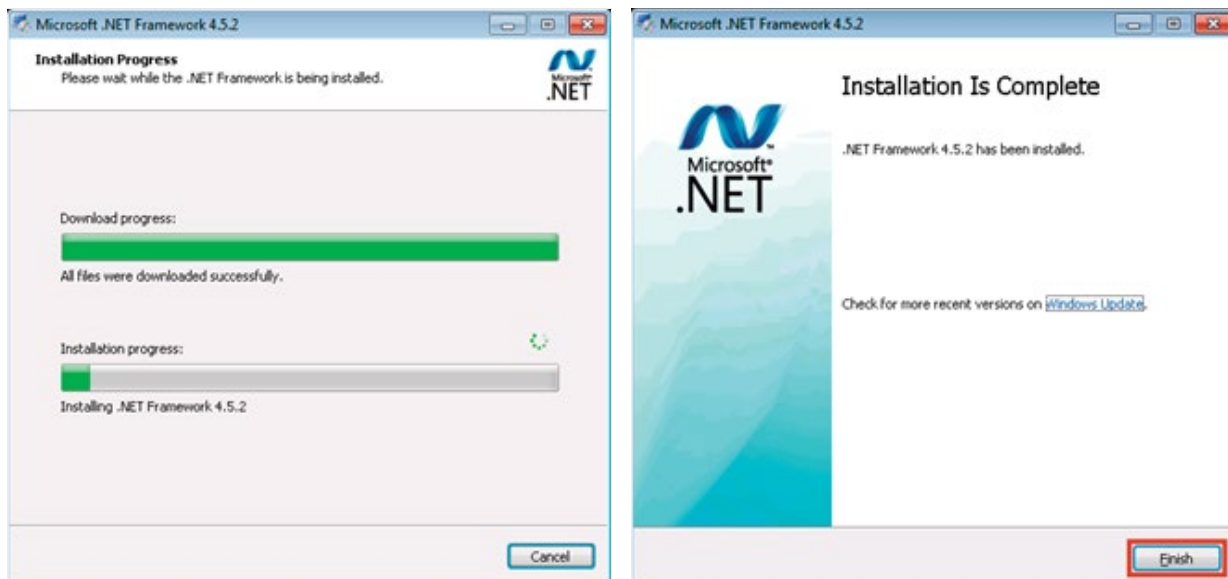 Microsoft .NET Framework 4.5.2
Installation Progress
Please wait while the .NET Framework is being installed.
Microsoft
.NET
Download progress:
All files were downloaded successfully.
Installation progress:
Installing .NET Framework 4.5.2
Cancel
Microsoft .NET Framework 4.5.2
Microsoft®
.NET
Installation Is Complete
.NET Framework 4.5.2 has been installed.
Check for more recent versions on Windows Update.
Finish